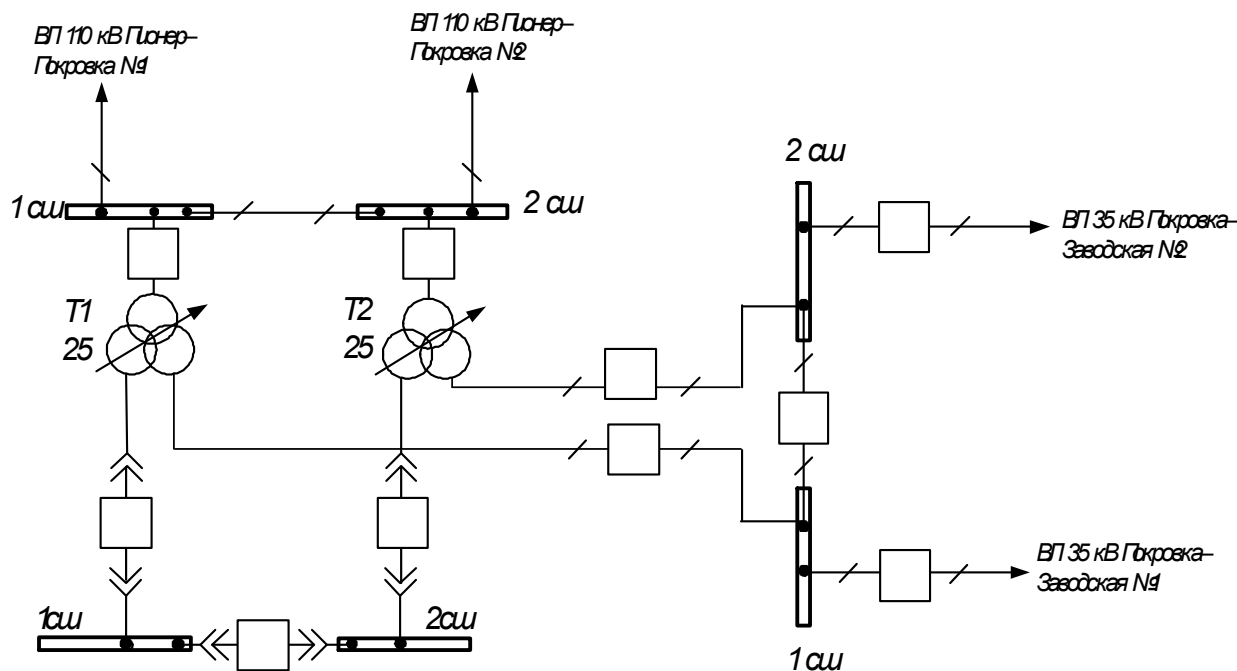 ВЛ 110 кВ Пионер–
Покровка №1
ВЛ 110 кВ Пионер–
Покровка №2
1 сш
2 сш
2 сш
ВЛ 35 кВ Покровка–
Заводская №2
Т1
25
Т2
25
ВЛ 35 кВ Покровка–
Заводская №1
1сш
2сш
1 сш